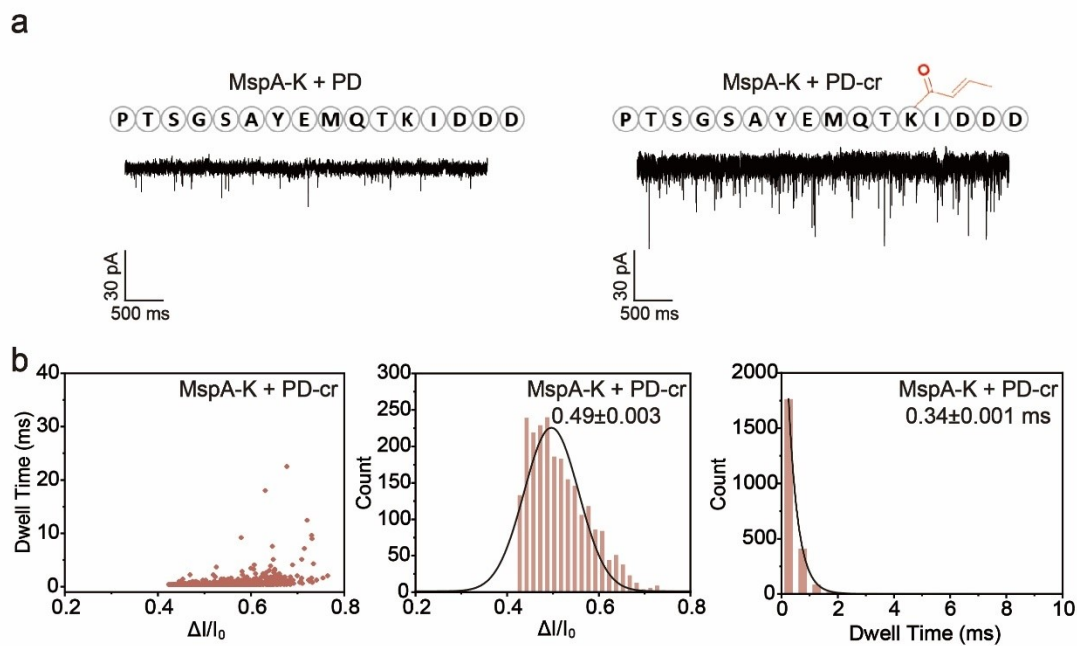 a
MspA-K + PD
PTSGSAYEMQTKIDDD
30 pA
500 ms
MspA-K + PD-cr
O
PTSGSAYEMQTKIDDD
30 pA
500 ms
b
MspA-K + PD-cr
Dwell Time (ms)
40
30
20
10
0
0.2 0.4 0.6 0.8
ΔI/I₀
MspA-K + PD-cr
0.49±0.003
Count
300
250
200
150
100
50
0
0.2 0.4 0.6 0.8
ΔI/I₀
MspA-K + PD-cr
0.34±0.001 ms
Count
2000
1500
1000
500
0
0 2 4 6 8 10
Dwell Time (ms)